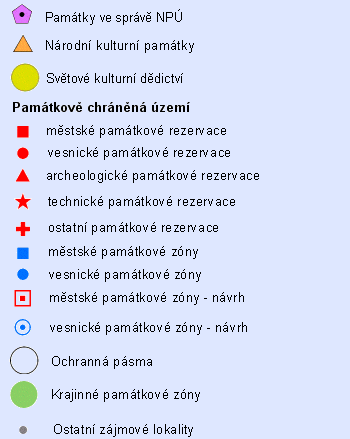 Památky ve správě NPÚ
Národní kulturní památky
Světové kulturní dědictví
Památkově chráněná území
městské památkové rezervace
vesnické památkové rezervace
archeologické památkové rezervace
technické památkové rezervace
ostatní památkové rezervace
městské památkové zóny
vesnické památkové zóny
městské památkové zóny - návrh
vesnické památkové zóny - návrh
Ochranná pásma
Krajinné památkové zóny
Ostatní zájmové lokality